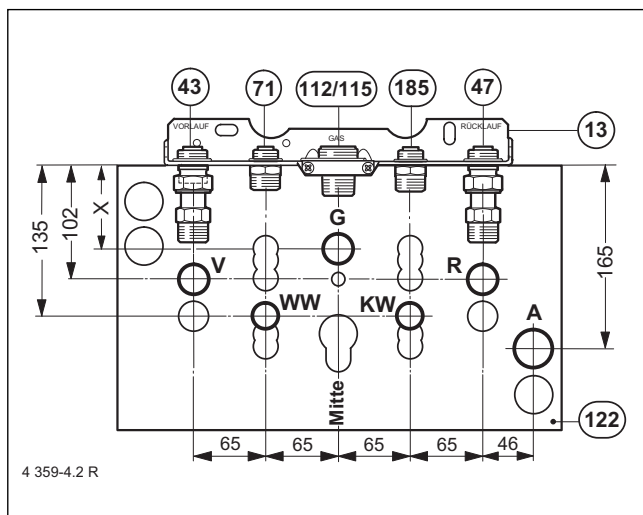 43 71 112/115 185 47
VORLAUF GAS RÜCKLAUF 13
135 102 X 165
G
V R
WW KW A
Mitte
122
65 65 65 65 46
4 359-4.2 R